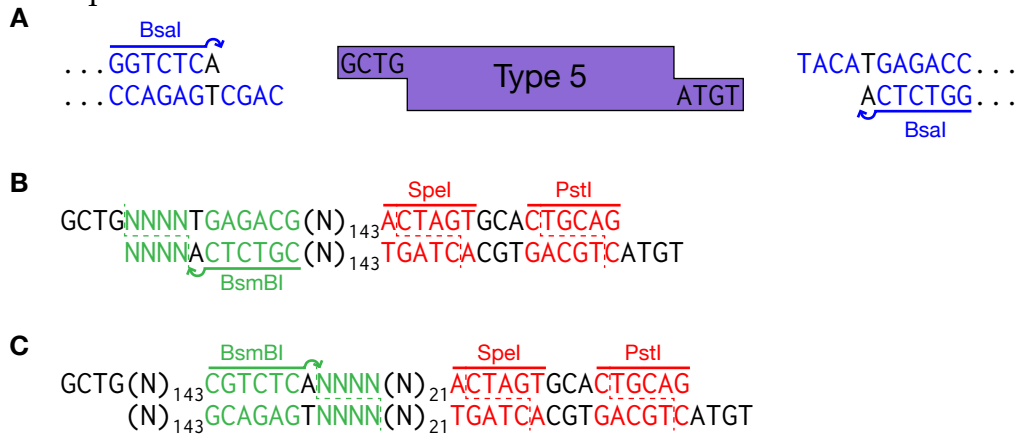 A
BsaI
...GGTCTCA
...CCAGAGTCGAC
GCTG
Type 5
ATGT
TACATGAGACC...
ACTCTGG...
BsaI
B
SpeI
PstI
GCTGNNNNTGAGACG(N)143ACTAGTGCACTGCAG
NNNNACTCTGC(N)143TGATCACGTGACGTCATGT
BsmBI
C
BsmBI
SpeI
PstI
GCTG(N)143CGTCTCANNNN(N)21ACTAGTGCACTGCAG
(N)143GCAGAGTNNNN(N)21TGATCACGTGACGTCATGT